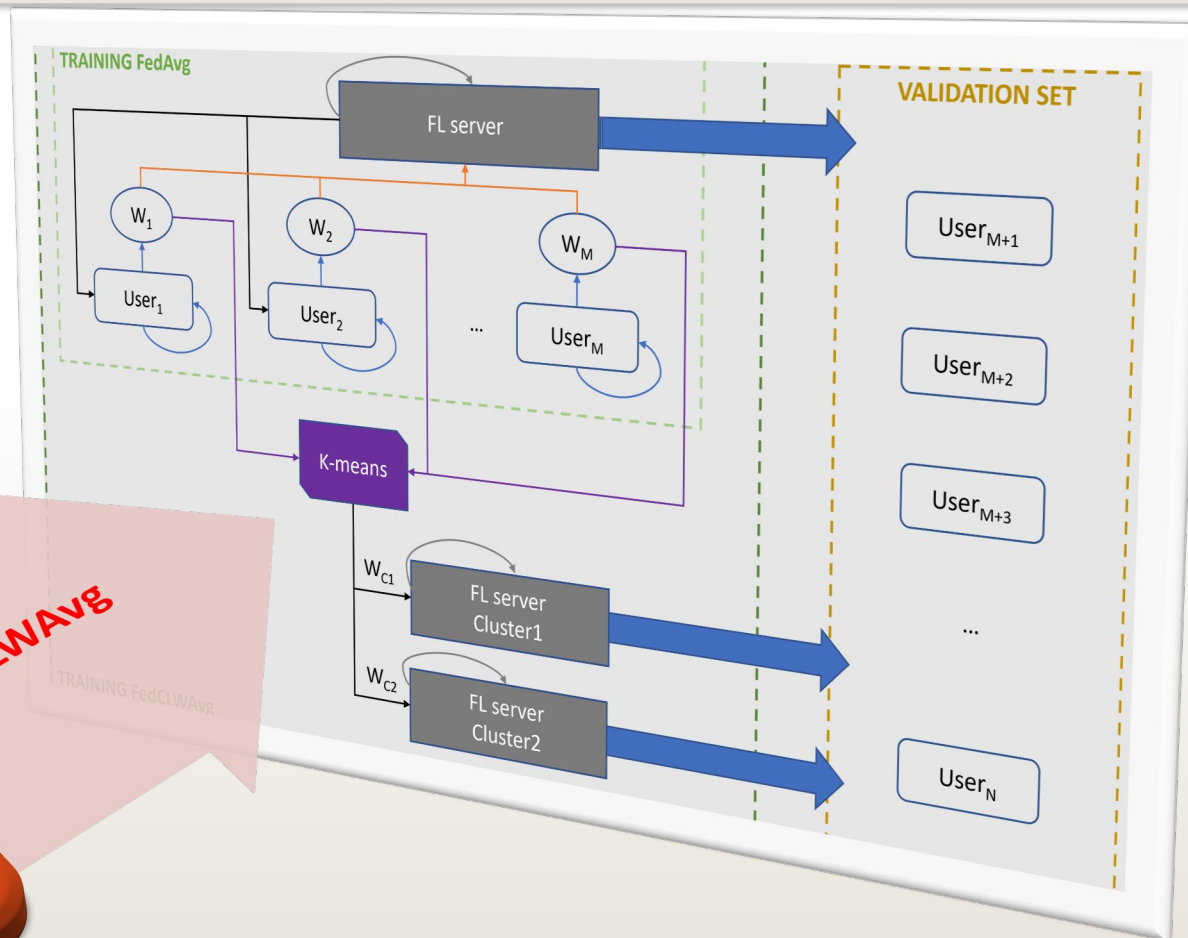 TRAINING FedAvg
FL server
VALIDATION SET
W1
W2
WM
User1
User2
...
UserM
UserM+1
UserM+2
UserM+3
...
UserN
K-means
WC1
FL server
Cluster1
WC2
FL server
Cluster2
TRAINING FedCLWAvg